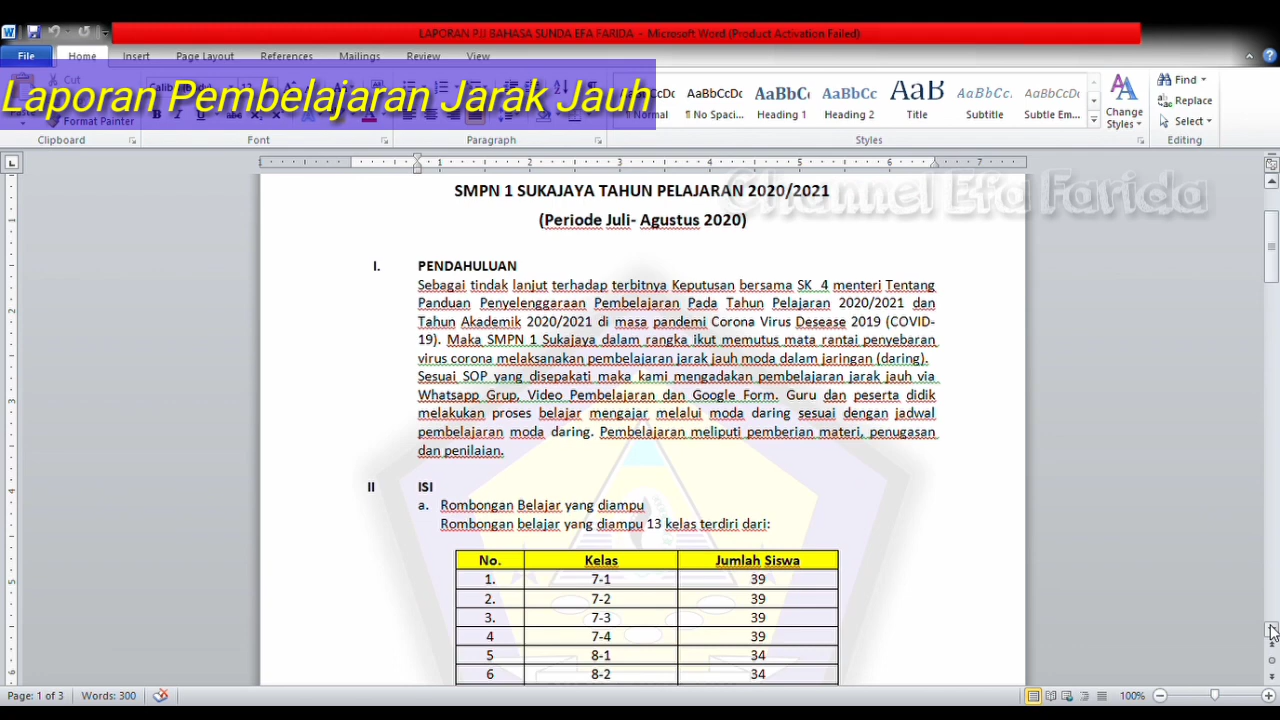 LAPORAN PJJ BAHASA SUNDA EFA FARIDA - Microsoft Word (Product Activation Failed)
File Home Insert Page Layout References Mailings Review View
Laporan Pembelajaran Jarak Jauh
Cut
Format Painter
AaBbCcDc AaBbCc AaBbCc AaB AaBbCcL AaBbCcDc
¶ Normal ¶ No Spaci... Heading 1 Heading 2 Title Subtitle Subtle Em...
Change Styles
Find
Replace
Select
Clipboard Font Paragraph Styles Editing
Channel Efa Farida
SMPN 1 SUKAJAYA TAHUN PELAJARAN 2020/2021
(Periode Juli- Agustus 2020)
I. PENDAHULUAN
Sebagai tindak lanjut terhadap terbitnya Keputusan bersama SK 4 menteri Tentang
Panduan Penyelenggaraan Pembelajaran Pada Tahun Pelajaran 2020/2021 dan
Tahun Akademik 2020/2021 di masa pandemi Corona Virus Desease 2019 (COVID-
19). Maka SMPN 1 Sukajaya dalam rangka ikut memutus mata rantai penyebaran
virus corona melaksanakan pembelajaran jarak jauh moda dalam jaringan (daring).
Sesuai SOP yang disepakati maka kami mengadakan pembelajaran jarak jauh via
Whatsapp Grup, Video Pembelajaran dan Google Form. Guru dan peserta didik
melakukan proses belajar mengajar melalui moda daring sesuai dengan jadwal
pembelajaran moda daring. Pembelajaran meliputi pemberian materi, penugasan
dan penilaian.
II ISI
a. Rombongan Belajar yang diampu
Rombongan belajar yang diampu 13 kelas terdiri dari:
No. Kelas Jumlah Siswa
1. 7-1 39
2. 7-2 39
3. 7-3 39
4 7-4 39
5 8-1 34
6 8-2 34
Page: 1 of 3 Words: 300 100%